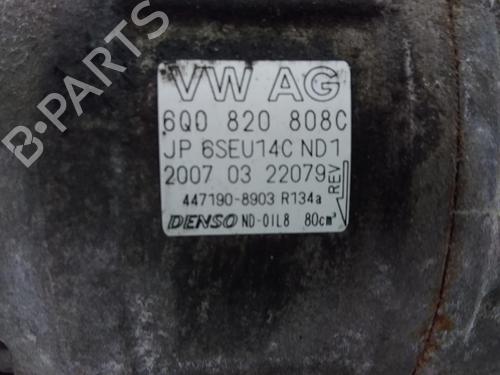 B-PARTS
VW AG
6Q0 820 808C
JP 6SEU14C ND1
2007 03 22079
REV
447190-8903 R134a
DENSO ND-OIL8 80cm³